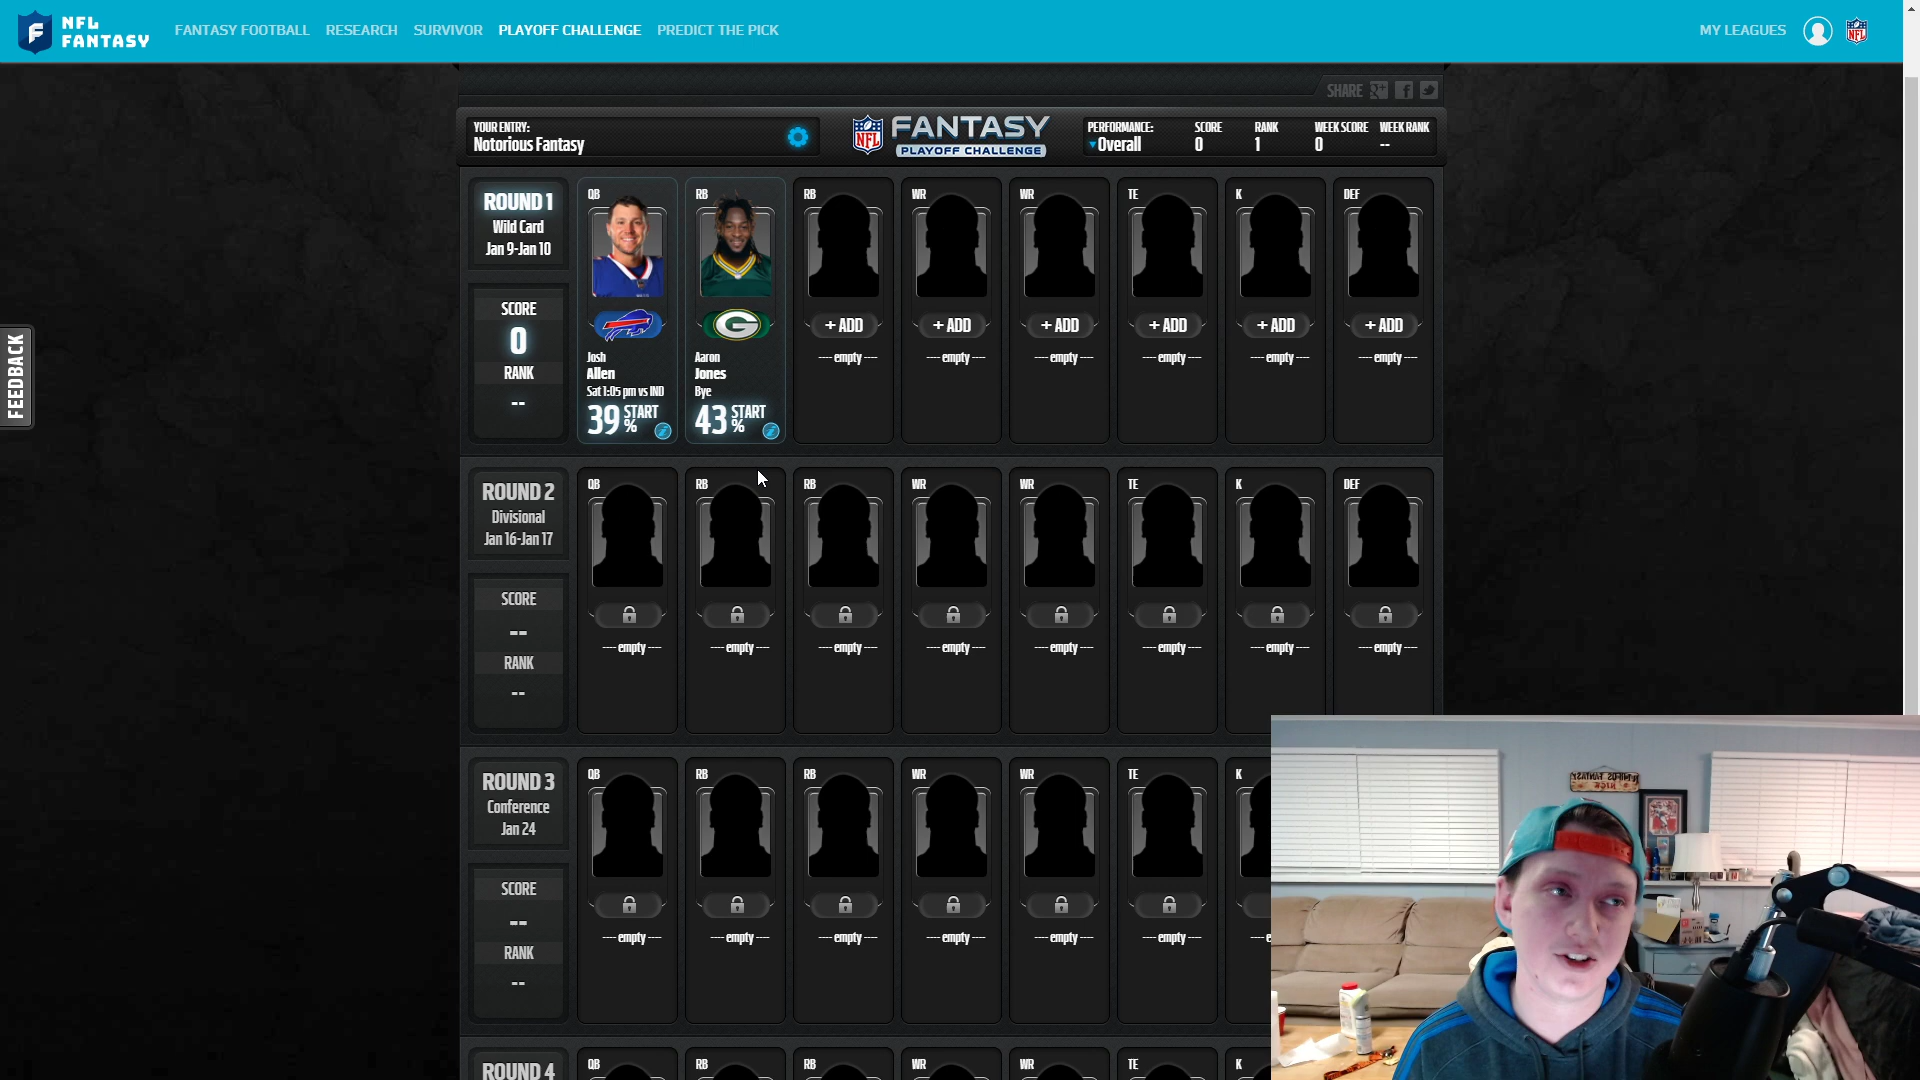 NFL
FANTASY
FANTASY FOOTBALL
RESEARCH
SURVIVOR
PLAYOFF CHALLENGE
PREDICT THE PICK
MY LEAGUES
NFL
SHARE
g+
f
YOUR ENTRY:
Notorious Fantasy
NFL
FANTASY
PLAYOFF CHALLENGE
PERFORMANCE: SCORE RANK WEEK SCORE WEEK RANK
Overall 0 1 0 --
FEEDBACK
ROUND 1
Wild Card
Jan 9-Jan 10
SCORE
0
RANK
--
QB
Josh
Allen
Sat 1:05 pm vs IND
39 START
%
RB
G
Aaron
Jones
Bye
43 START
%
RB
+ ADD
---- empty ----
WR
+ ADD
---- empty ----
WR
+ ADD
---- empty ----
TE
+ ADD
---- empty ----
K
+ ADD
---- empty ----
DEF
+ ADD
---- empty ----
ROUND 2
Divisional
Jan 16-Jan 17
SCORE
--
RANK
--
QB
---- empty ----
RB
---- empty ----
RB
---- empty ----
WR
---- empty ----
WR
---- empty ----
TE
---- empty ----
K
---- empty ----
DEF
---- empty ----
ROUND 3
Conference
Jan 24
SCORE
--
RANK
--
QB
---- empty ----
RB
---- empty ----
RB
---- empty ----
WR
---- empty ----
WR
---- empty ----
TE
---- empty ----
K
ROUND 4
QB
RB
RB
WR
WR
TE